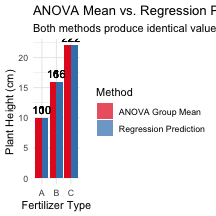 ANOVA Mean vs. Regression P
Both methods produce identical value
Plant Height (cm)
20
15
10
5
0
A
B
C
Fertilizer Type
Method
ANOVA Group Mean
Regression Prediction